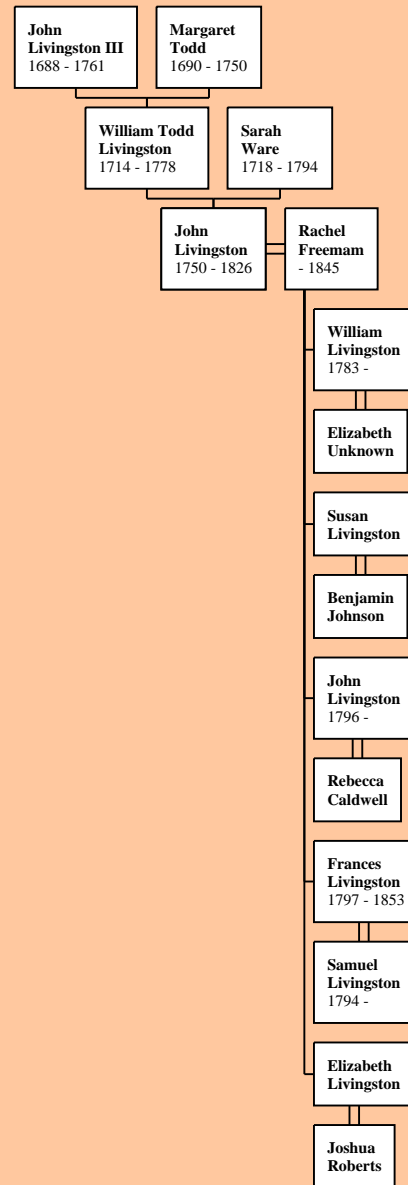 John
Livingston III
1688 - 1761
Margaret
Todd
1690 - 1750
William Todd
Livingston
1714 - 1778
Sarah
Ware
1718 - 1794
John
Livingston
1750 - 1826
Rachel
Freemam
- 1845
William
Livingston
1783 -
Elizabeth
Unknown
Susan
Livingston
Benjamin
Johnson
John
Livingston
1796 -
Rebecca
Caldwell
Frances
Livingston
1797 - 1853
Samuel
Livingston
1794 -
Elizabeth
Livingston
Joshua
Roberts